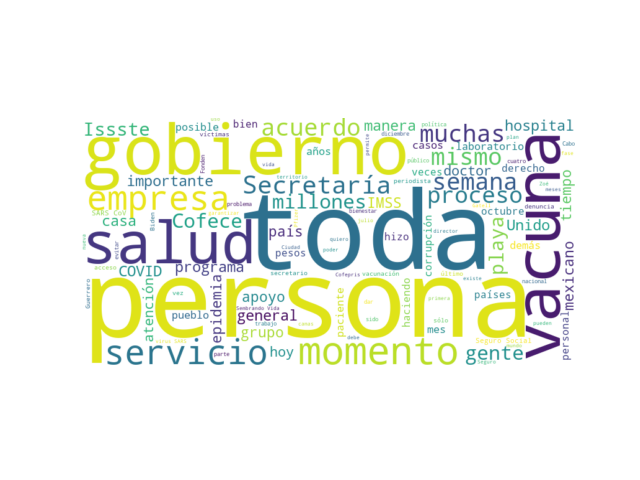 Issste
posible
bien
acuerdo
manera
muchas
hospital
gobierno
años
casos
laboratorio
vacuna
víctimas
vida
mismo
veces
doctor
derecho
importante
Secretaría
periodista
semana
empresa
millones
IMSS
proceso
tiempo
casa
Cofece
toda
octubre
Unido
salud
país
hizo
pesos
corrupción
playa
demás
denuncia
SARS CoV
Biden
Fonden
problema
territorio
bienestar
diciembre
política
permite
público
plan
cuatro
meses
Cabo
COVID
programa
Ciudad
quiero
poder
director
mexicano
acceso
secretario
Cofepris
vacunación
última
existe
nacional
persona
Guerrero
evitar
atención
vez
epidemia
apoyo
Sembrando Vida
paciente
haciendo
países
primera
pueblo
general
trabajo
sido
sólo
mes
pueden
grupo
debe
Seguro Social
personal
servicio
parte
hoy
momento
gente